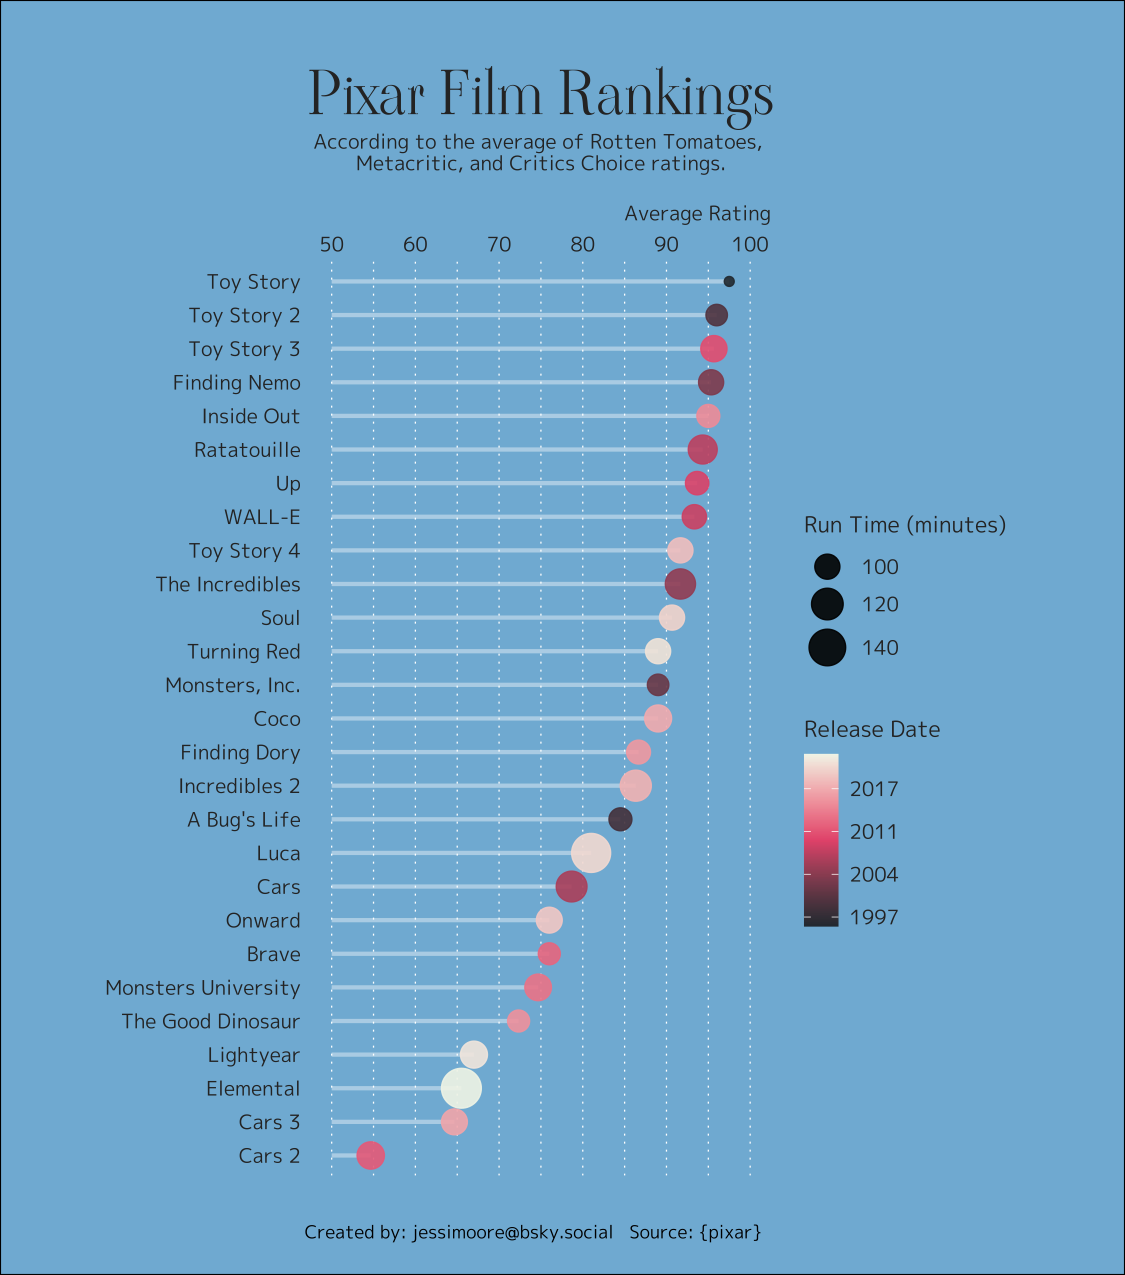 Pixar Film Rankings
According to the average of Rotten Tomatoes,
Metacritic, and Critics Choice ratings.
Average Rating
50 60 70 80 90 100
Toy Story
Toy Story 2
Toy Story 3
Finding Nemo
Inside Out
Ratatouille
Up
WALL-E
Toy Story 4
The Incredibles
Soul
Turning Red
Monsters, Inc.
Coco
Finding Dory
Incredibles 2
A Bug's Life
Luca
Cars
Onward
Brave
Monsters University
The Good Dinosaur
Lightyear
Elemental
Cars 3
Cars 2
Run Time (minutes)
100
120
140
Release Date
2017
2011
2004
1997
Created by: jessimoore@bsky.social Source: {pixar}